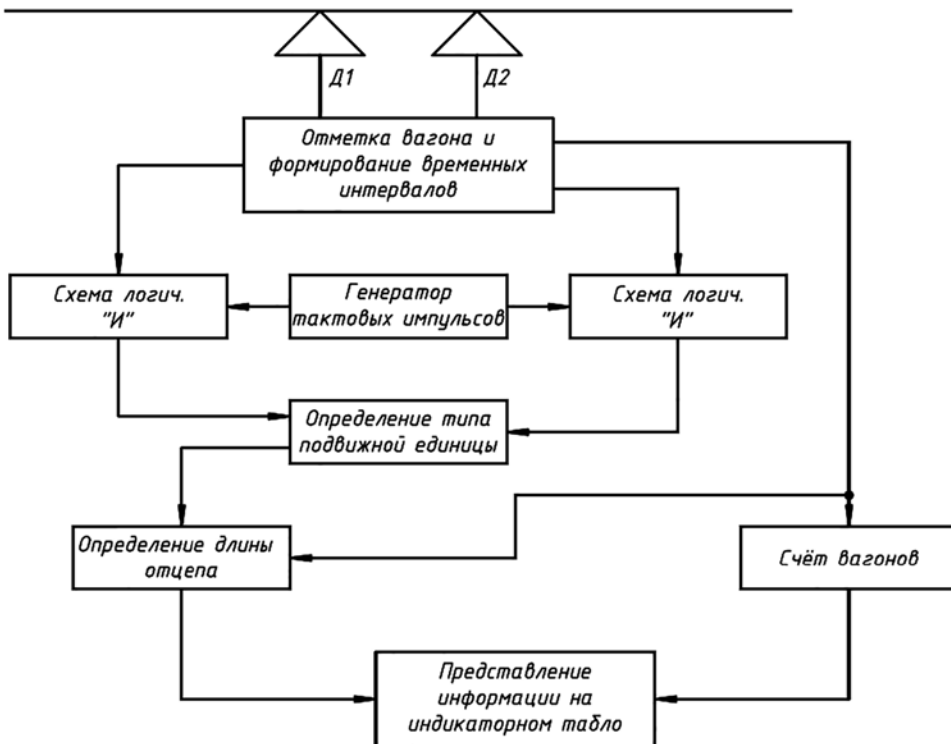 Д1
Д2
Отметка вагона и
формирование временных
интервалов
Схема логич.
"И"
Генератор
тактовых импульсов
Схема логич.
"И"
Определение типа
подвижной единицы
Определение длины
отцепа
Счёт вагонов
Представление
информации на
индикаторном табло